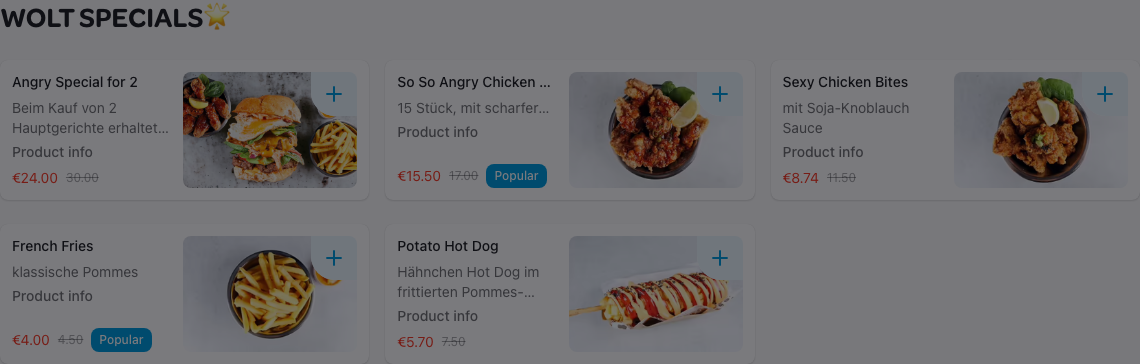 WOLT SPECIALS🌟
Angry Special for 2
Beim Kauf von 2
Hauptgerichte erhaltet...
Product info
€24.00 30.00
So So Angry Chicken ...
15 Stück, mit scharfer...
Product info
€15.50 17.00 Popular
Sexy Chicken Bites
mit Soja-Knoblauch
Sauce
Product info
€8.74 11.50
French Fries
klassische Pommes
Product info
€4.00 4.50 Popular
Potato Hot Dog
Hähnchen Hot Dog im
frittierten Pommes-...
Product info
€5.70 7.50